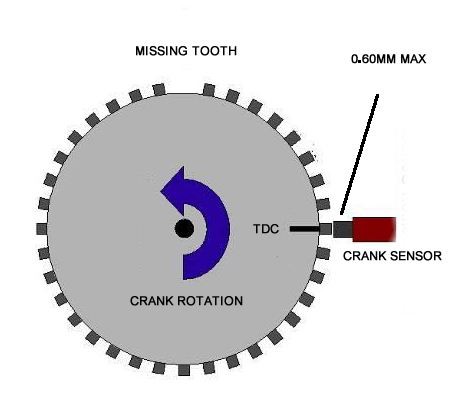 MISSING TOOTH
0.60MM MAX
TDC
CRANK SENSOR
CRANK ROTATION